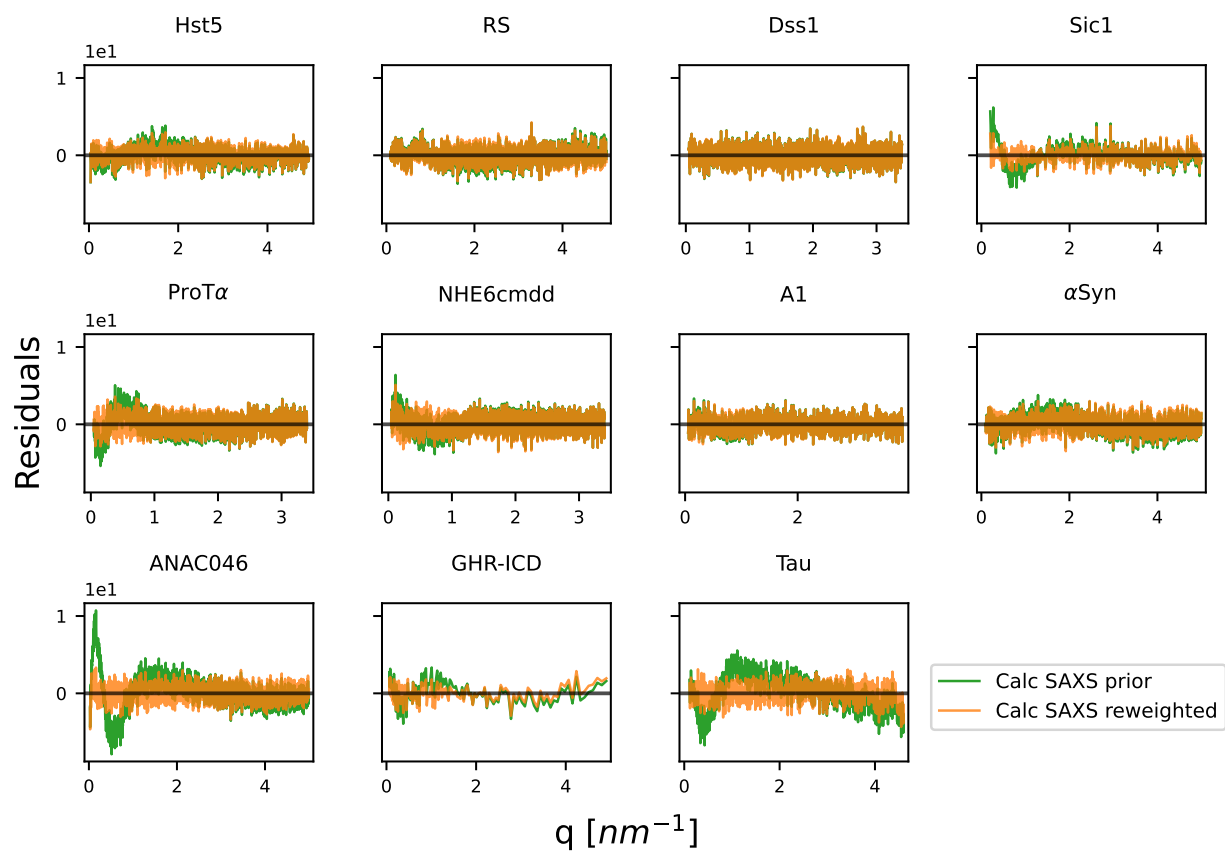 Hst5 RS Dss1 Sic1
1e1
1
0
0 2 4 0 2 4 0 1 2 3 0 2 4
ProTα NHE6cmdd A1 αSyn
1e1
1
0
0 1 2 3 0 1 2 3 0 2 0 2 4
Residuals
ANAC046 GHR-ICD Tau
1e1
1
0
0 2 4 0 2 4 0 2 4
Calc SAXS prior
Calc SAXS reweighted
q [nm⁻¹]